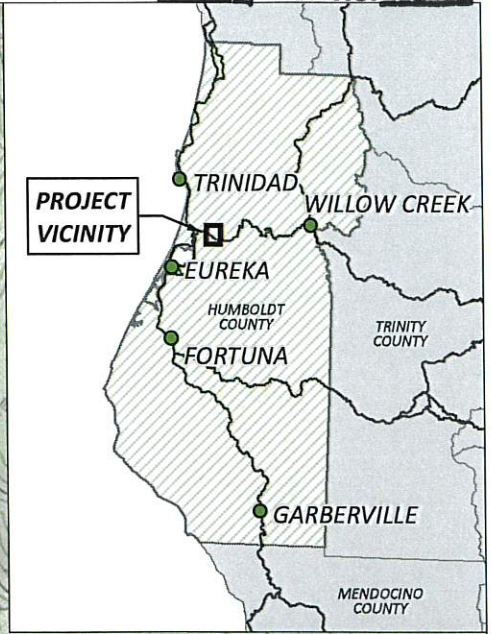 TRINIDAD
PROJECT
VICINITY
WILLOW CREEK
EUREKA
HUMBOLDT
COUNTY
TRINITY
COUNTY
FORTUNA
GARBERVILLE
MENDOCINO
COUNTY